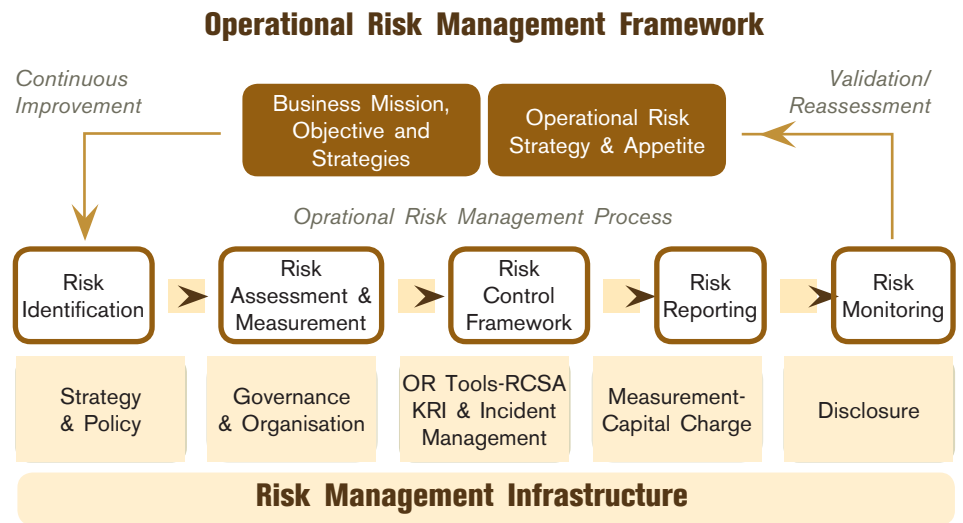 Operational Risk Management Framework
Continuous
Improvement
Business Mission,
Objective and
Strategies
Operational Risk
Strategy & Appetite
Validation/
Reassessment
Oprational Risk Management Process
Risk
Identification
Risk
Assessment &
Measurement
Risk
Control
Framework
Risk
Reporting
Risk
Monitoring
Strategy
& Policy
Governance
& Organisation
OR Tools-RCSA
KRI & Incident
Management
Measurement-
Capital Charge
Disclosure
Risk Management Infrastructure